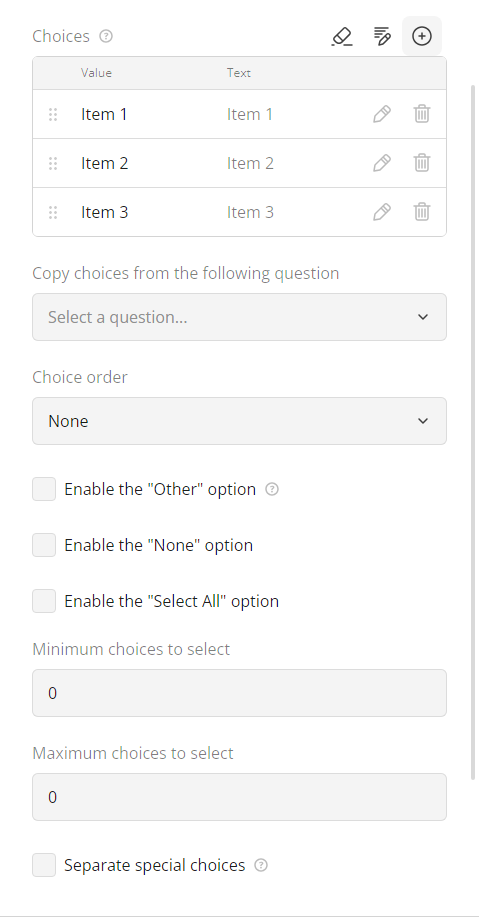 Choices
Value Text
Item 1 Item 1
Item 2 Item 2
Item 3 Item 3
Copy choices from the following question
Select a question...
Choice order
None
Enable the "Other" option
Enable the "None" option
Enable the "Select All" option
Minimum choices to select
0
Maximum choices to select
0
Separate special choices